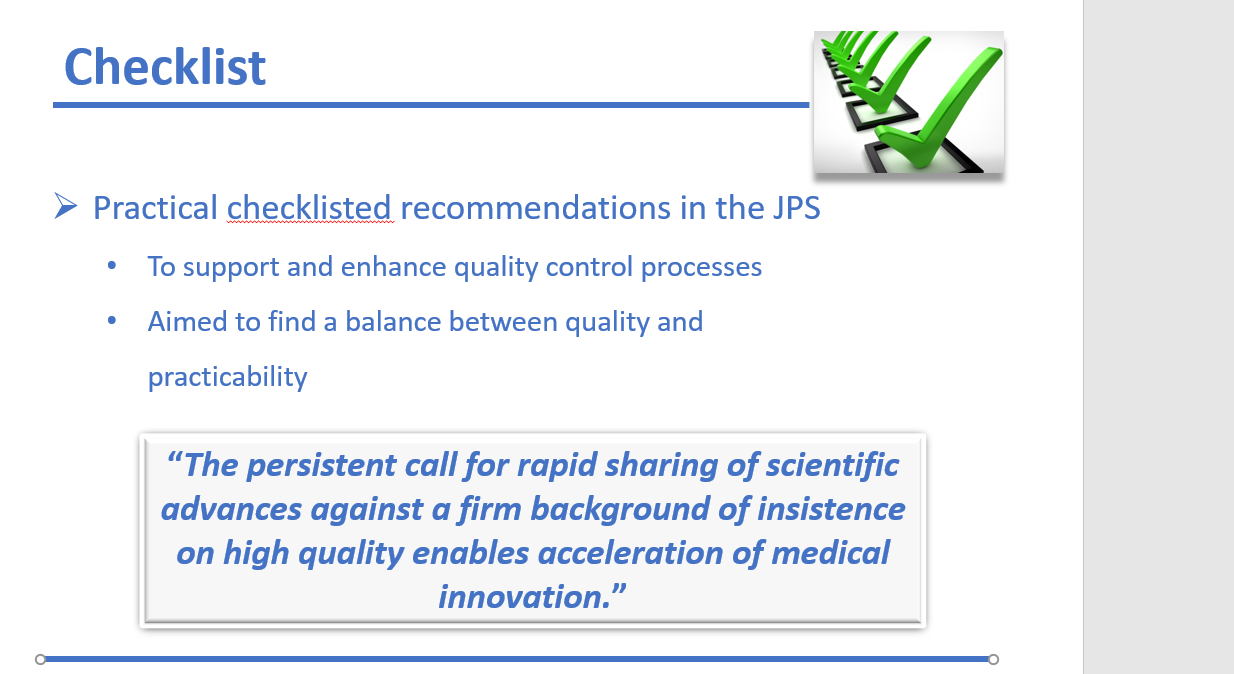 Checklist
Practical checklisted recommendations in the JPS
• To support and enhance quality control processes
• Aimed to find a balance between quality and
practicability
“The persistent call for rapid sharing of scientific
advances against a firm background of insistence
on high quality enables acceleration of medical
innovation.”